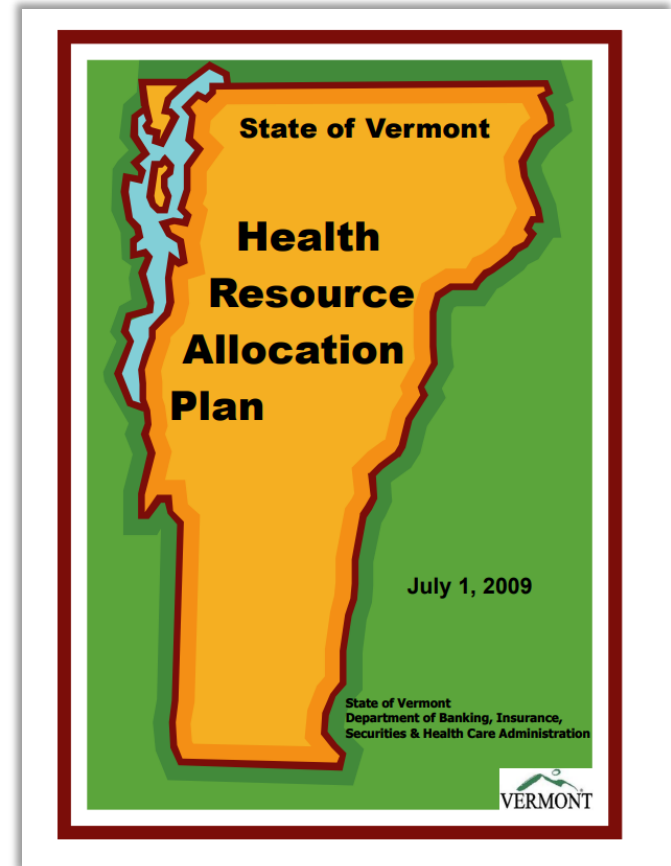 State of Vermont
Health
Resource
Allocation
Plan
July 1, 2009
State of Vermont
Department of Banking, Insurance,
Securities & Health Care Administration
VERMONT